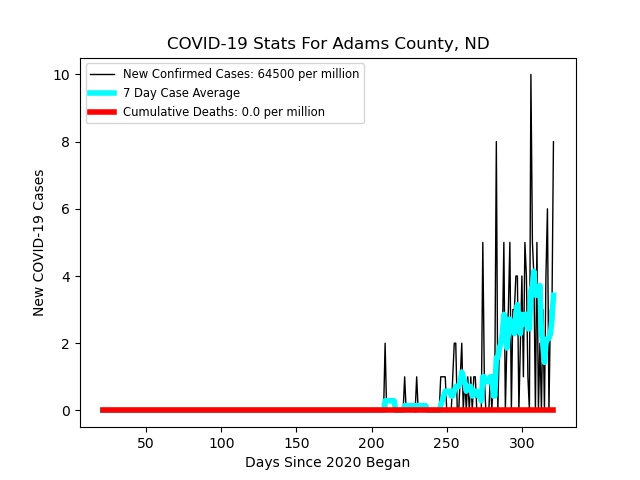 COVID-19 Stats For Adams County, ND
New Confirmed Cases: 64500 per million
7 Day Case Average
Cumulative Deaths: 0.0 per million
New COVID-19 Cases
10
8
6
4
2
0
50 100 150 200 250 300
Days Since 2020 Began